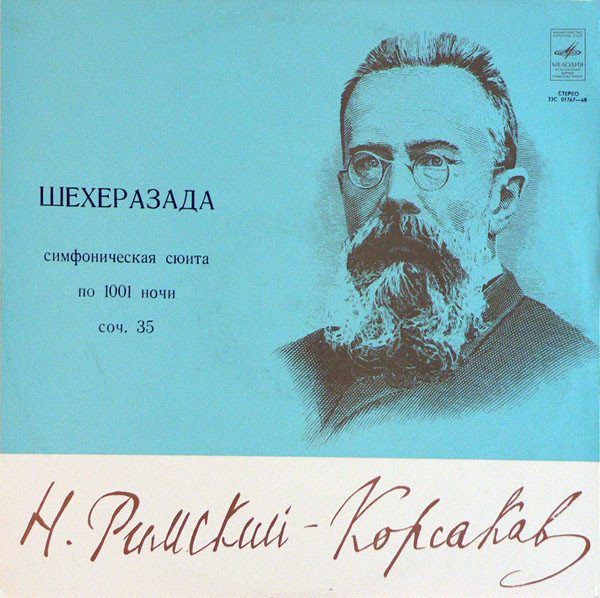 МЕЛОДИЯ
СТЕРЕО
33С 01767—68
ШЕХЕРАЗАДА
симфоническая сюита
по 1001 ночи
соч. 35
Н. Римский-Корсаков